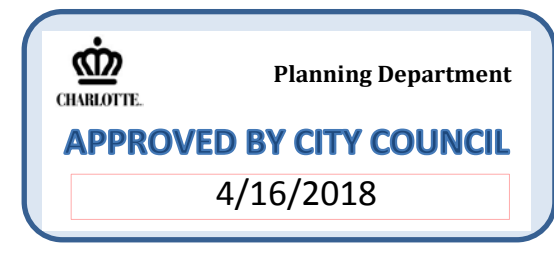 CHARLOTTE.
Planning Department
APPROVED BY CITY COUNCIL
4/16/2018